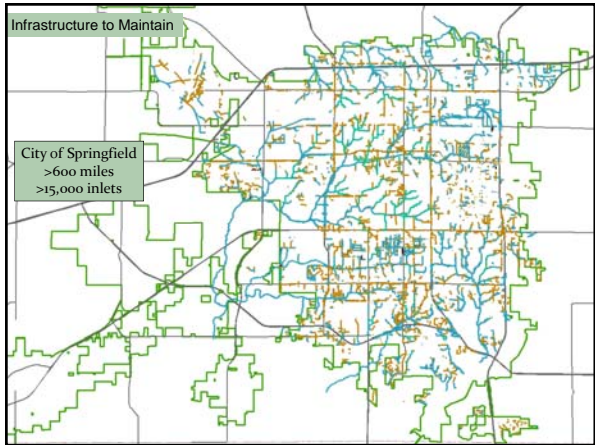 Infrastructure to Maintain
City of Springfield
>600 miles
>15,000 inlets